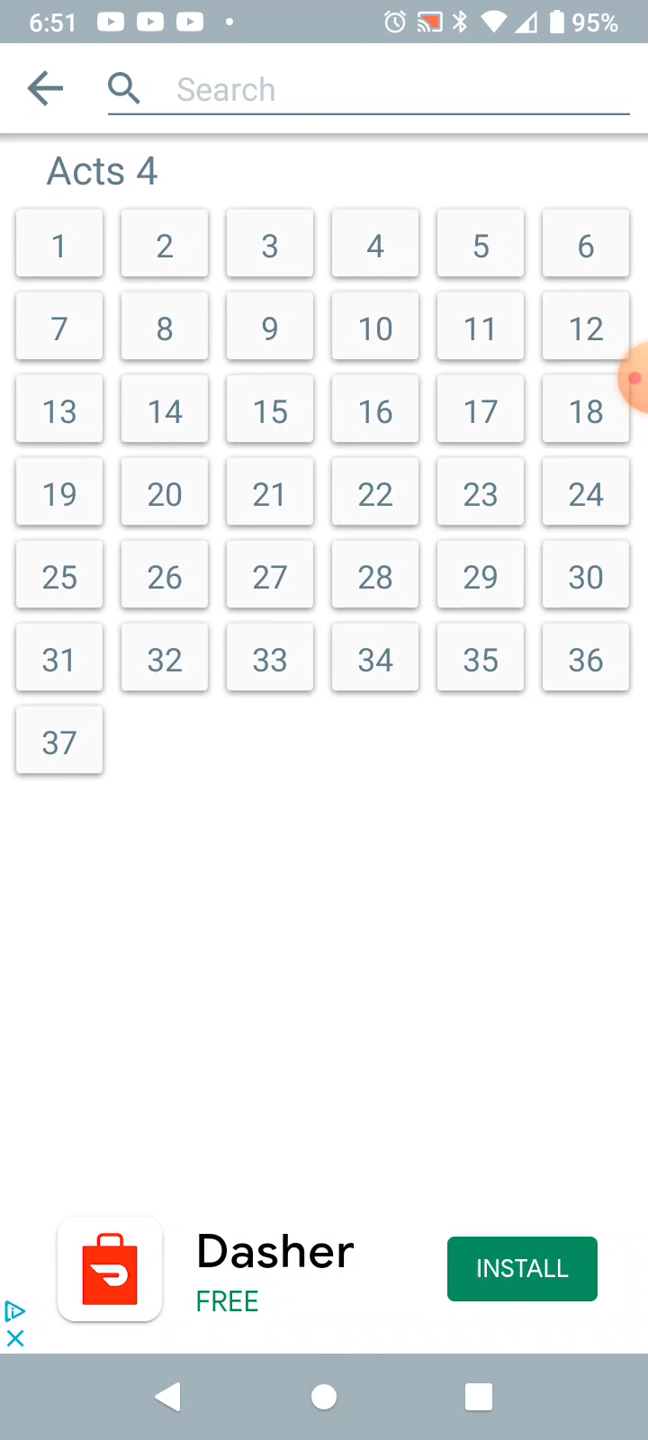 6:51 95%
Search
Acts 4
1 2 3 4 5 6
7 8 9 10 11 12
13 14 15 16 17 18
19 20 21 22 23 24
25 26 27 28 29 30
31 32 33 34 35 36
37
Dasher
FREE
INSTALL